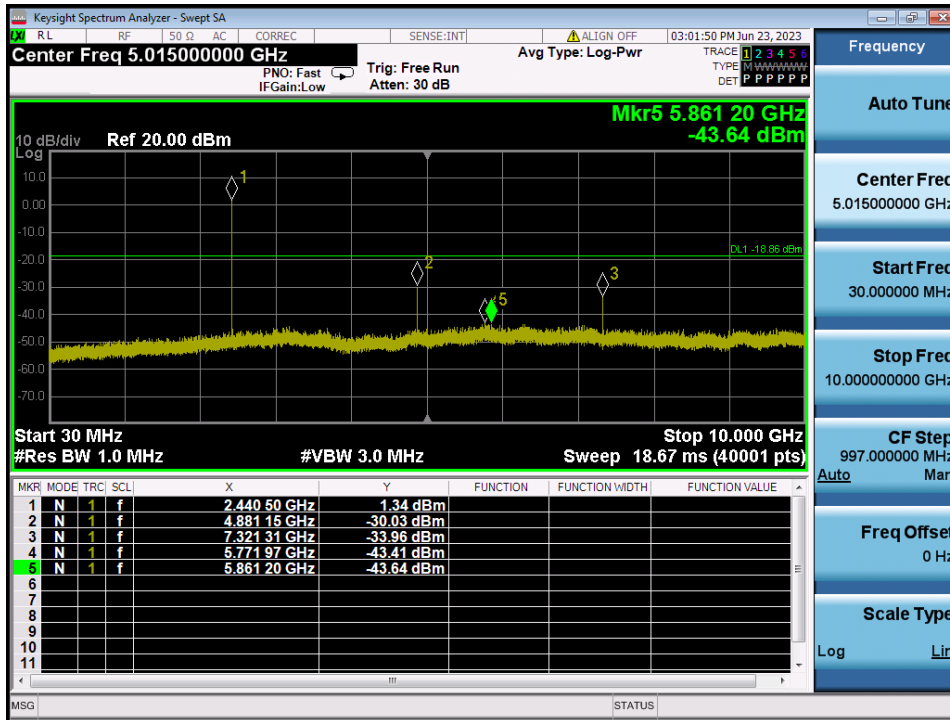 Keysight Spectrum Analyzer - Swept SA
LXI RL RF 50 Ω AC CORREC SENSE:INT ALIGN OFF 03:01:50 PM Jun 23, 2023
Center Freq 5.015000000 GHz
PNO: Fast
IFGain:Low
Trig: Free Run
Atten: 30 dB
Avg Type: Log-Pwr
TRACE 1 2 3 4 5 6
TYPE M WWWWW
DET P P P P P P
Mkr5 5.861 20 GHz
-43.64 dBm
10 dB/div Ref 20.00 dBm
Log
10.0
0.00
-10.0
-20.0
-30.0
-40.0
-50.0
-60.0
-70.0
1
2
3
5
DL1 -18.86 dBm
Start 30 MHz Stop 10.000 GHz
#Res BW 1.0 MHz #VBW 3.0 MHz Sweep 18.67 ms (40001 pts)
MKR MODE TRC SCL X Y FUNCTION FUNCTION WIDTH FUNCTION VALUE
1 N 1 f 2.440 50 GHz 1.34 dBm
2 N 1 f 4.881 15 GHz -30.03 dBm
3 N 1 f 7.321 31 GHz -33.96 dBm
4 N 1 f 5.771 97 GHz -43.41 dBm
5 N 1 f 5.861 20 GHz -43.64 dBm
6
7
8
9
10
11
MSG STATUS
Frequency
Auto Tune
Center Freq
5.015000000 GHz
Start Freq
30.000000 MHz
Stop Freq
10.000000000 GHz
CF Step
997.000000 MHz
Auto Man
Freq Offset
0 Hz
Scale Type
Log Lin